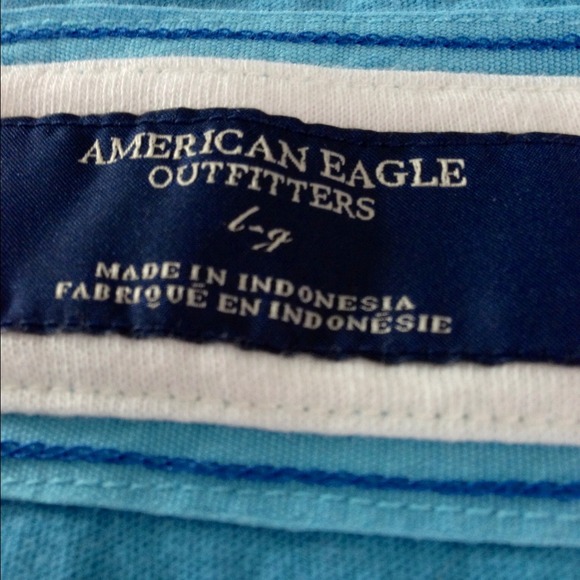 AMERICAN EAGLE
OUTFITTERS
L-g
MADE IN INDONESIA
FABRIQUÉ EN INDONÉSIE